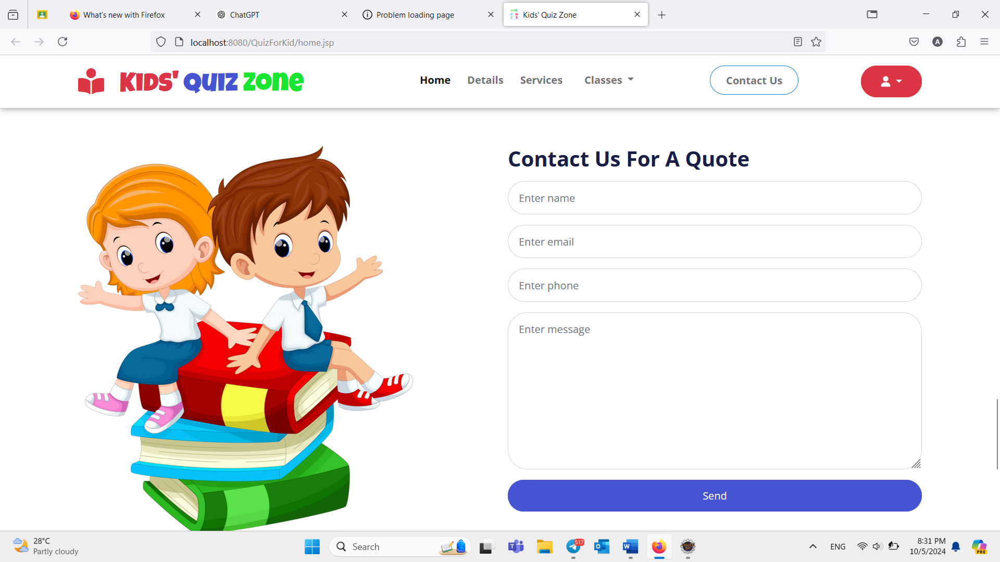 What's new with Firefox
ChatGPT
Problem loading page
Kids' Quiz Zone
localhost:8080/QuizForKid/home.jsp
A
KIDS' QUIZ ZONE
Home
Details
Services
Classes
Contact Us
Contact Us For A Quote
Enter name
Enter email
Enter phone
Enter message
Send
28°C
Partly cloudy
Search
517
ENG
8:31 PM
10/5/2024
PRE